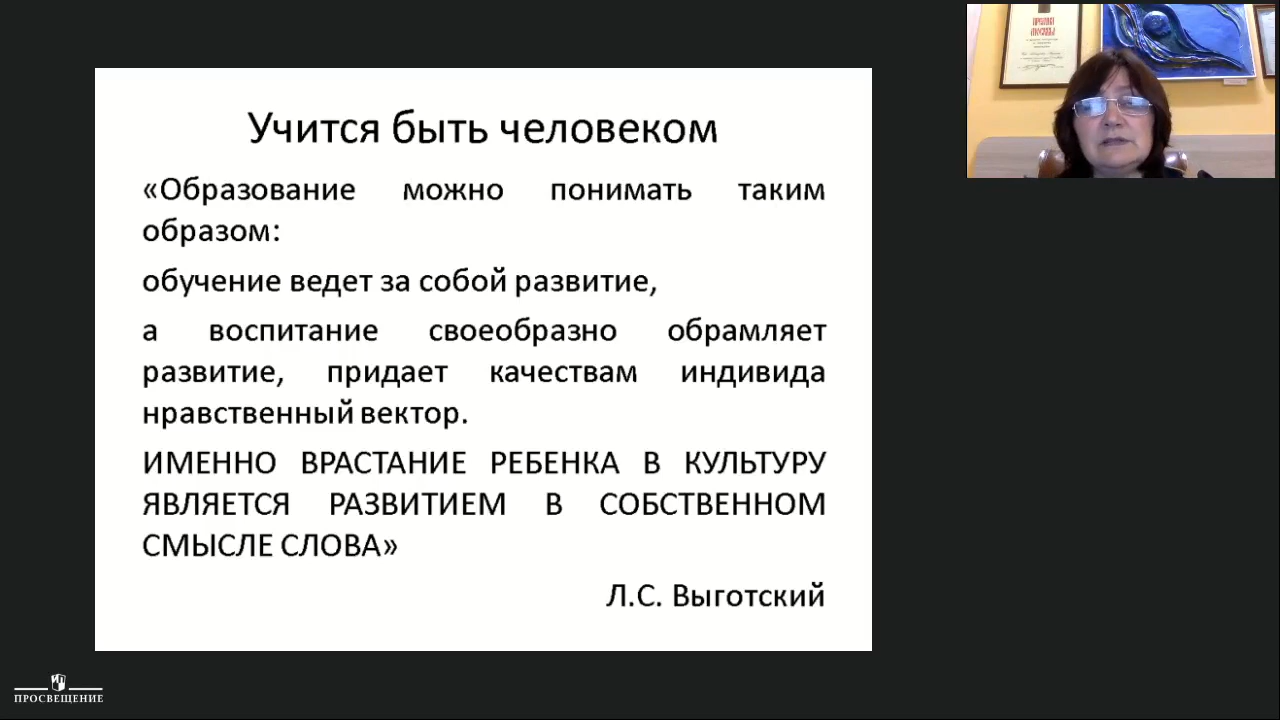 Учится быть человеком
«Образование можно понимать таким
образом:
обучение ведет за собой развитие,
а воспитание своеобразно обрамляет
развитие, придает качествам индивида
нравственный вектор.
ИМЕННО ВРАСТАНИЕ РЕБЕНКА В КУЛЬТУРУ
ЯВЛЯЕТСЯ РАЗВИТИЕМ В СОБСТВЕННОМ
СМЫСЛЕ СЛОВА»
Л.С. Выготский
ПРОСВЕЩЕНИЕ